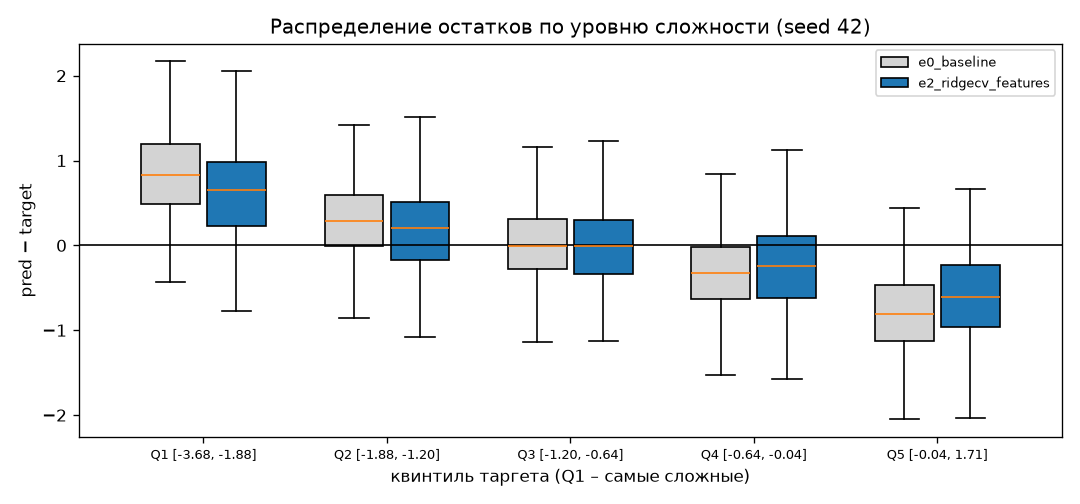 Распределение остатков по уровню сложности (seed 42)
e0_baseline
e2_ridgecv_features
pred − target
2
1
0
−1
−2
Q1 [-3.68, -1.88]
Q2 [-1.88, -1.20]
Q3 [-1.20, -0.64]
Q4 [-0.64, -0.04]
Q5 [-0.04, 1.71]
квинтиль таргета (Q1 – самые сложные)